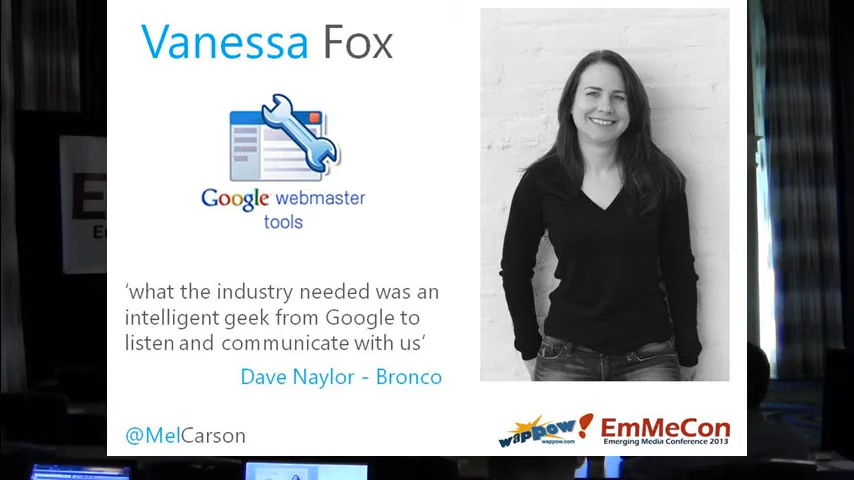 Vanessa Fox
Google webmaster
tools
‘what the industry needed was an
intelligent geek from Google to
listen and communicate with us’
Dave Naylor - Bronco
@MelCarson
wappow!
wappow.com
EmMeCon
Emerging Media Conference 2013